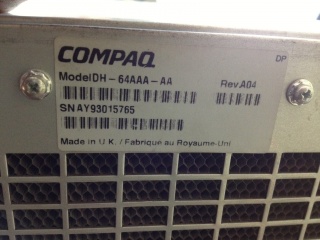 COMPAQ
DP
Model DH-64AAA-AA
Rev.A04
SN AY93015765
Made in U.K. / Fabriqué au Royaume-Uni